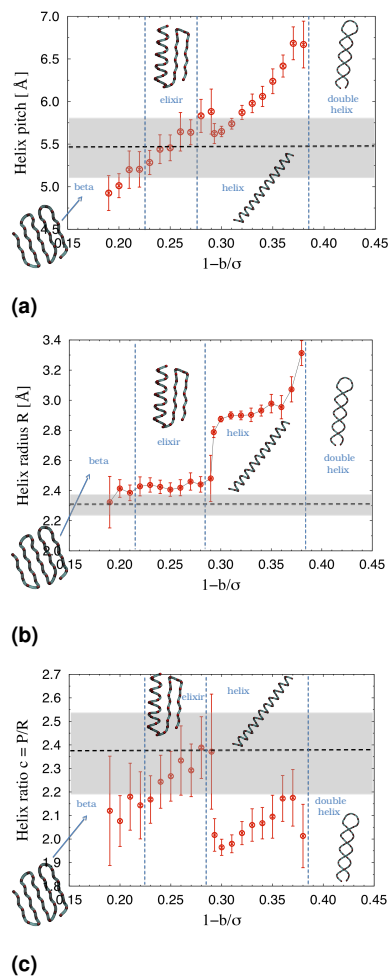 7.0
6.5
6.0
5.5
5.0
4.5
Helix pitch [ Å]
elixir
double
helix
beta
helix
0.15 0.20 0.25 0.30 0.35 0.40 0.45
1−b/σ
(a)
3.4
3.2
3.0
2.8
2.6
2.4
2.2
2.0
Helix radius R [Å]
elixir
helix
double
helix
beta
0.15 0.20 0.25 0.30 0.35 0.40 0.45
1−b/σ
(b)
2.7
2.6
2.5
2.4
2.3
2.2
2.1
2.0
1.9
1.8
Helix ratio c = P/R
elixir
helix
beta
double
helix
0.15 0.20 0.25 0.30 0.35 0.40 0.45
1−b/σ
(c)